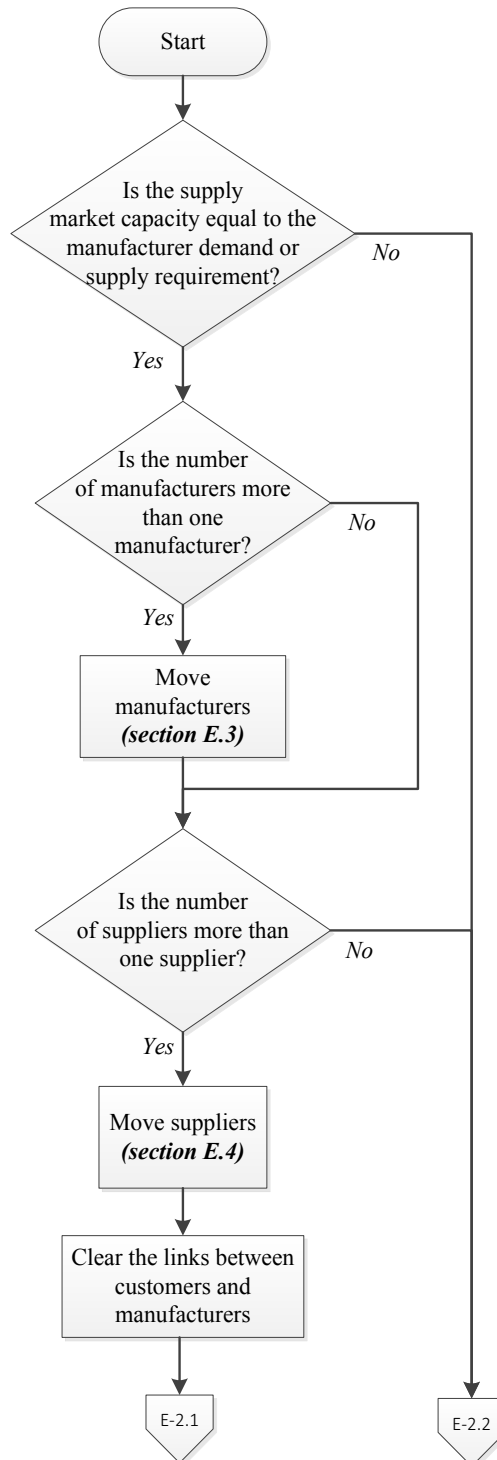 Start
Is the supply
market capacity equal to the
manufacturer demand or
supply requirement?
No
Yes
Is the number
of manufacturers more
than one
manufacturer?
No
Yes
Move
manufacturers
(section E.3)
Is the number
of suppliers more than
one supplier?
No
Yes
Move suppliers
(section E.4)
Clear the links between
customers and
manufacturers
E-2.1
E-2.2